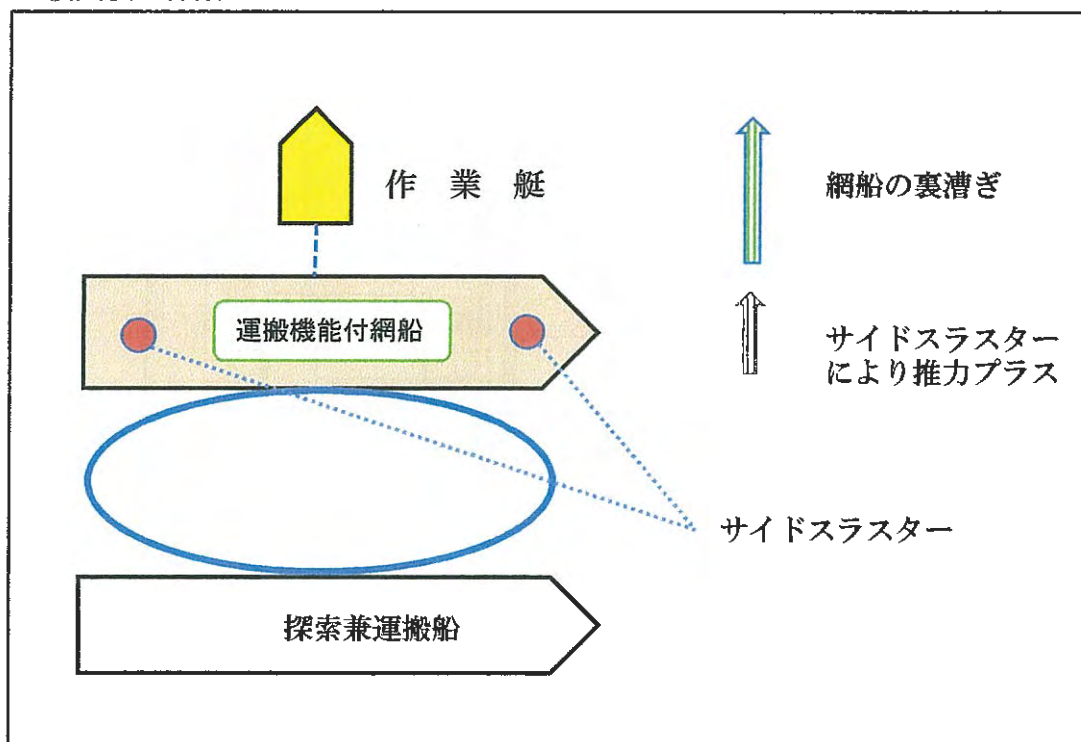 作業艇
網船の裏漕ぎ
運搬機能付網船
サイドスラスター
により推力プラス
サイドスラスター
探索兼運搬船